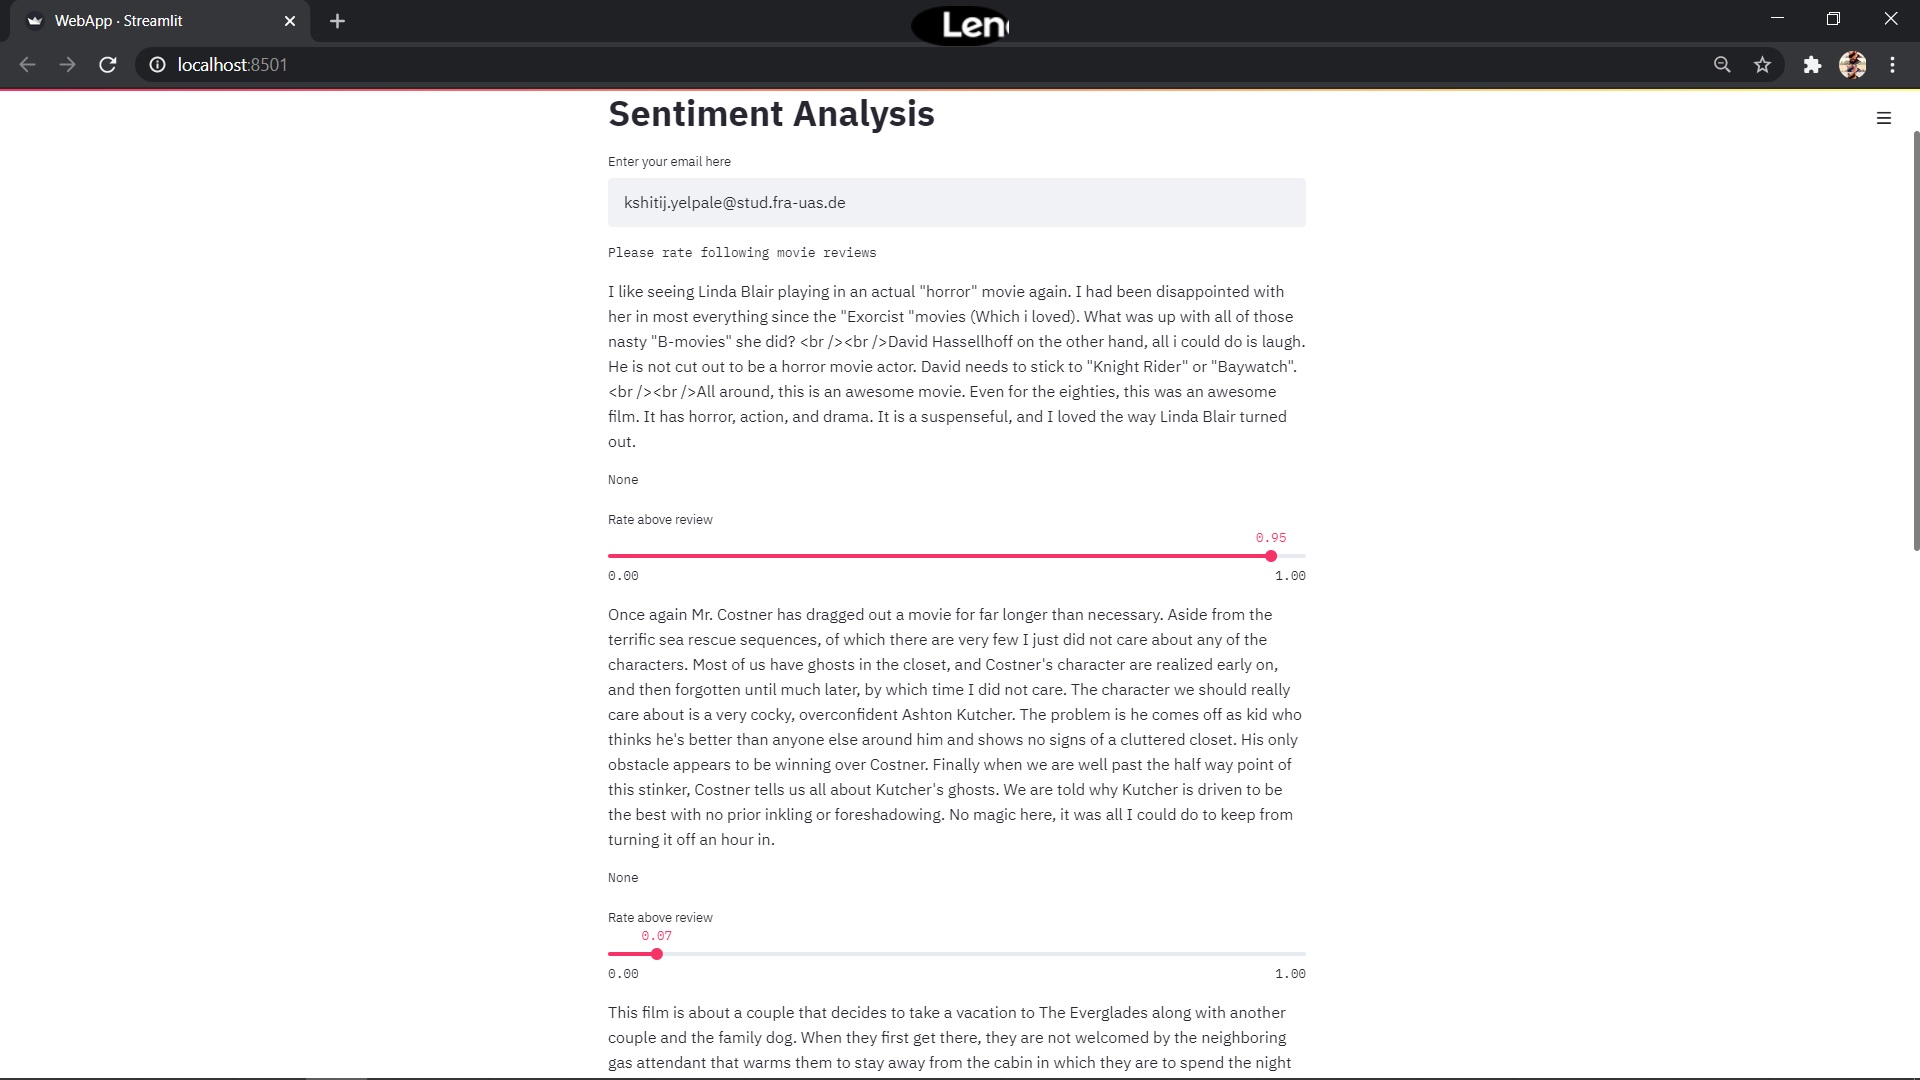 WebApp · Streamlit
localhost:8501
Sentiment Analysis
Enter your email here
kshitij.yelpale@stud.fra-uas.de
Please rate following movie reviews
I like seeing Linda Blair playing in an actual "horror" movie again. I had been disappointed with
her in most everything since the "Exorcist "movies (Which i loved). What was up with all of those
nasty "B-movies" she did? <br /><br />David Hassellhoff on the other hand, all i could do is laugh.
He is not cut out to be a horror movie actor. David needs to stick to "Knight Rider" or "Baywatch".
<br /><br />All around, this is an awesome movie. Even for the eighties, this was an awesome
film. It has horror, action, and drama. It is a suspenseful, and I loved the way Linda Blair turned
out.
None
Rate above review
0.95
0.00 1.00
Once again Mr. Costner has dragged out a movie for far longer than necessary. Aside from the
terrific sea rescue sequences, of which there are very few I just did not care about any of the
characters. Most of us have ghosts in the closet, and Costner's character are realized early on,
and then forgotten until much later, by which time I did not care. The character we should really
care about is a very cocky, overconfident Ashton Kutcher. The problem is he comes off as kid who
thinks he's better than anyone else around him and shows no signs of a cluttered closet. His only
obstacle appears to be winning over Costner. Finally when we are well past the half way point of
this stinker, Costner tells us all about Kutcher's ghosts. We are told why Kutcher is driven to be
the best with no prior inkling or foreshadowing. No magic here, it was all I could do to keep from
turning it off an hour in.
None
Rate above review
0.07
0.00 1.00
This film is about a couple that decides to take a vacation to The Everglades along with another
couple and the family dog. When they first get there, they are not welcomed by the neighboring
gas attendant that warms them to stay away from the cabin in which they are to spend the night